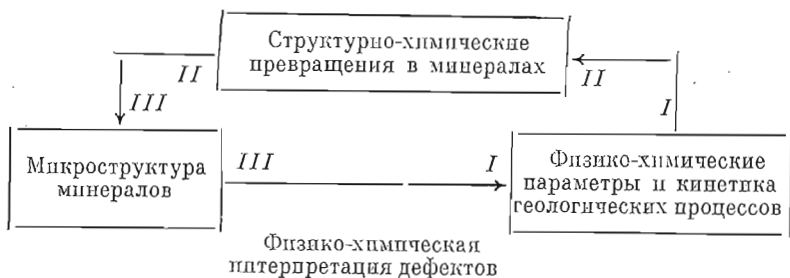 Структурно-химические
превращения в минералах
II
II
III
I
Микроструктура
минералов
III
I
Физико-химические
параметры и кинетика
геологических процессов
Физико-химическая
интерпретация дефектов